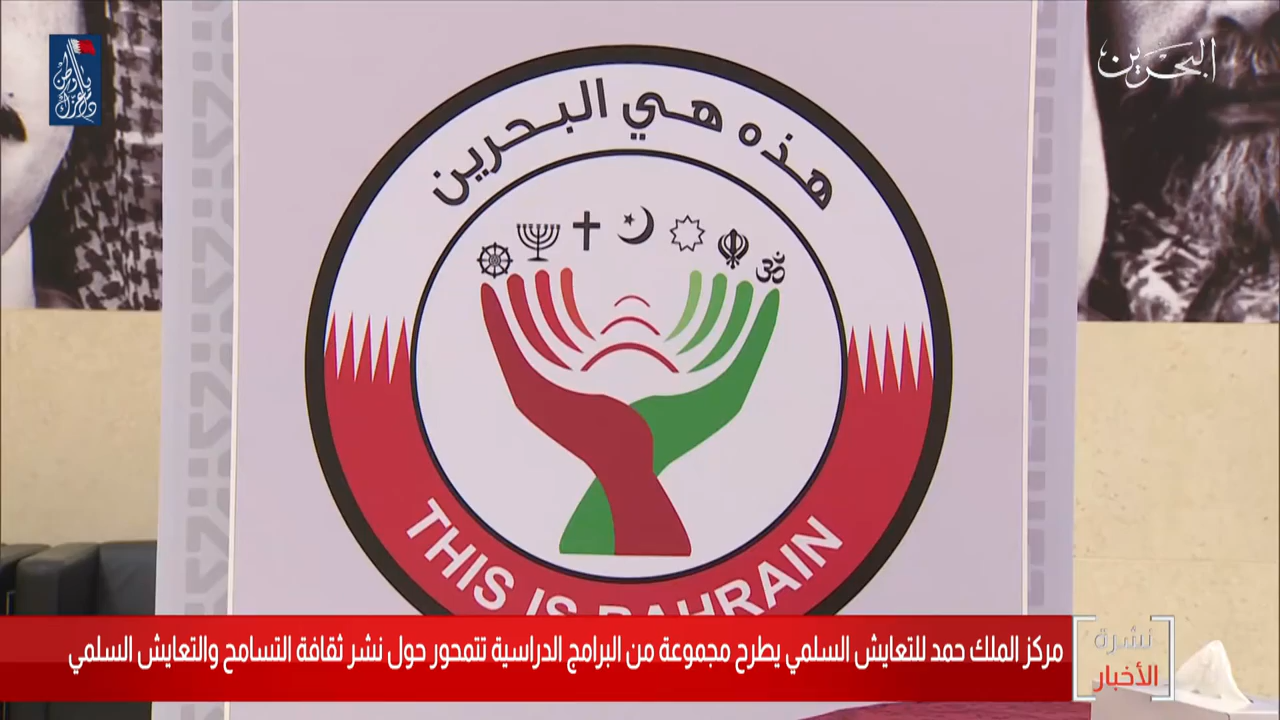 البحرين
هذه هي البحرين
THIS IS BAHRAIN
نشرة
الأخبار
مركز الملك حمد للتعايش السلمي يطرح مجموعة من البرامج الدراسية تتمحور حول نشر ثقافة التسامح والتعايش السلمي